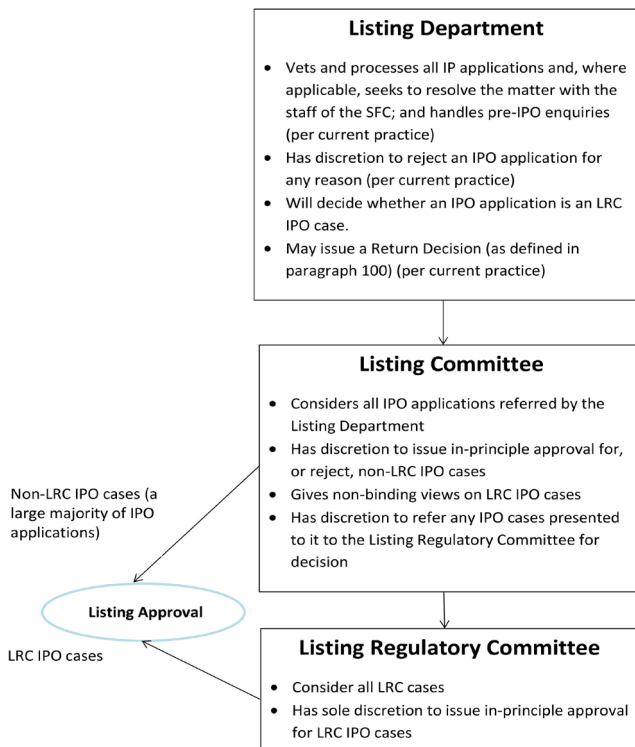 Listing Department
• Vets and processes all IP applications and, where
applicable, seeks to resolve the matter with the
staff of the SFC; and handles pre-IPO enquiries
(per current practice)
• Has discretion to reject an IPO application for
any reason (per current practice)
• Will decide whether an IPO application is an LRC
IPO case.
• May issue a Return Decision (as defined in
paragraph 100) (per current practice)
Listing Committee
• Considers all IPO applications referred by the
Listing Department
• Has discretion to issue in-principle approval for,
or reject, non-LRC IPO cases
• Gives non-binding views on LRC IPO cases
• Has discretion to refer any IPO cases presented
to it to the Listing Regulatory Committee for
decision
Non-LRC IPO cases (a
large majority of IPO
applications)
Listing Approval
LRC IPO cases
Listing Regulatory Committee
• Consider all LRC cases
• Has sole discretion to issue in-principle approval
for LRC IPO cases